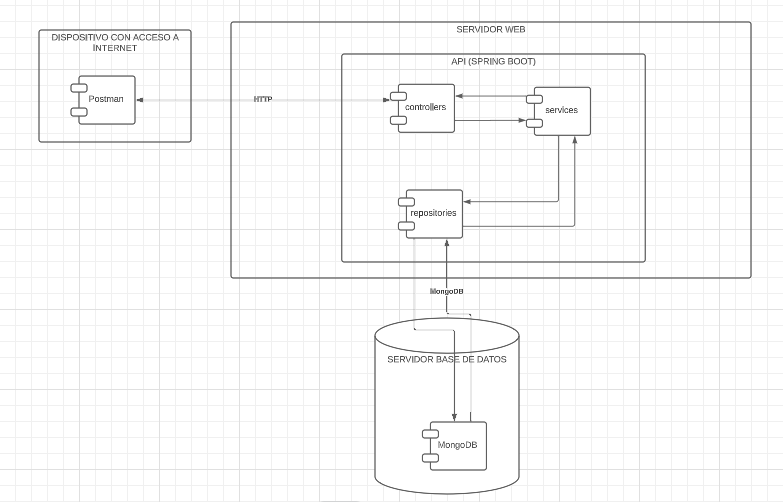 DISPOSITIVO CON ACCESO A
INTERNET
Postman
HTTP
SERVIDOR WEB
API (SPRING BOOT)
controllers
services
repositories
MongoDB
SERVIDOR BASE DE DATOS
MongoDB